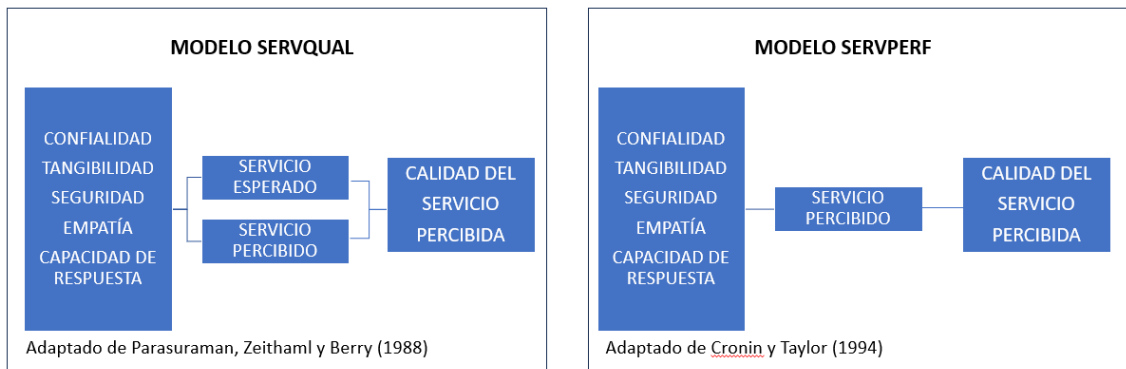 MODELO SERVQUAL
CONFIALIDAD
TANGIBILIDAD
SEGURIDAD
EMPATÍA
CAPACIDAD DE
RESPUESTA
SERVICIO
ESPERADO
SERVICIO
PERCIBIDO
CALIDAD DEL
SERVICIO
PERCIBIDA
Adaptado de Parasuraman, Zeithaml y Berry (1988)
MODELO SERVPERF
CONFIALIDAD
TANGIBILIDAD
SEGURIDAD
EMPATÍA
CAPACIDAD DE
RESPUESTA
SERVICIO
PERCIBIDO
CALIDAD DEL
SERVICIO
PERCIBIDA
Adaptado de Cronin y Taylor (1994)